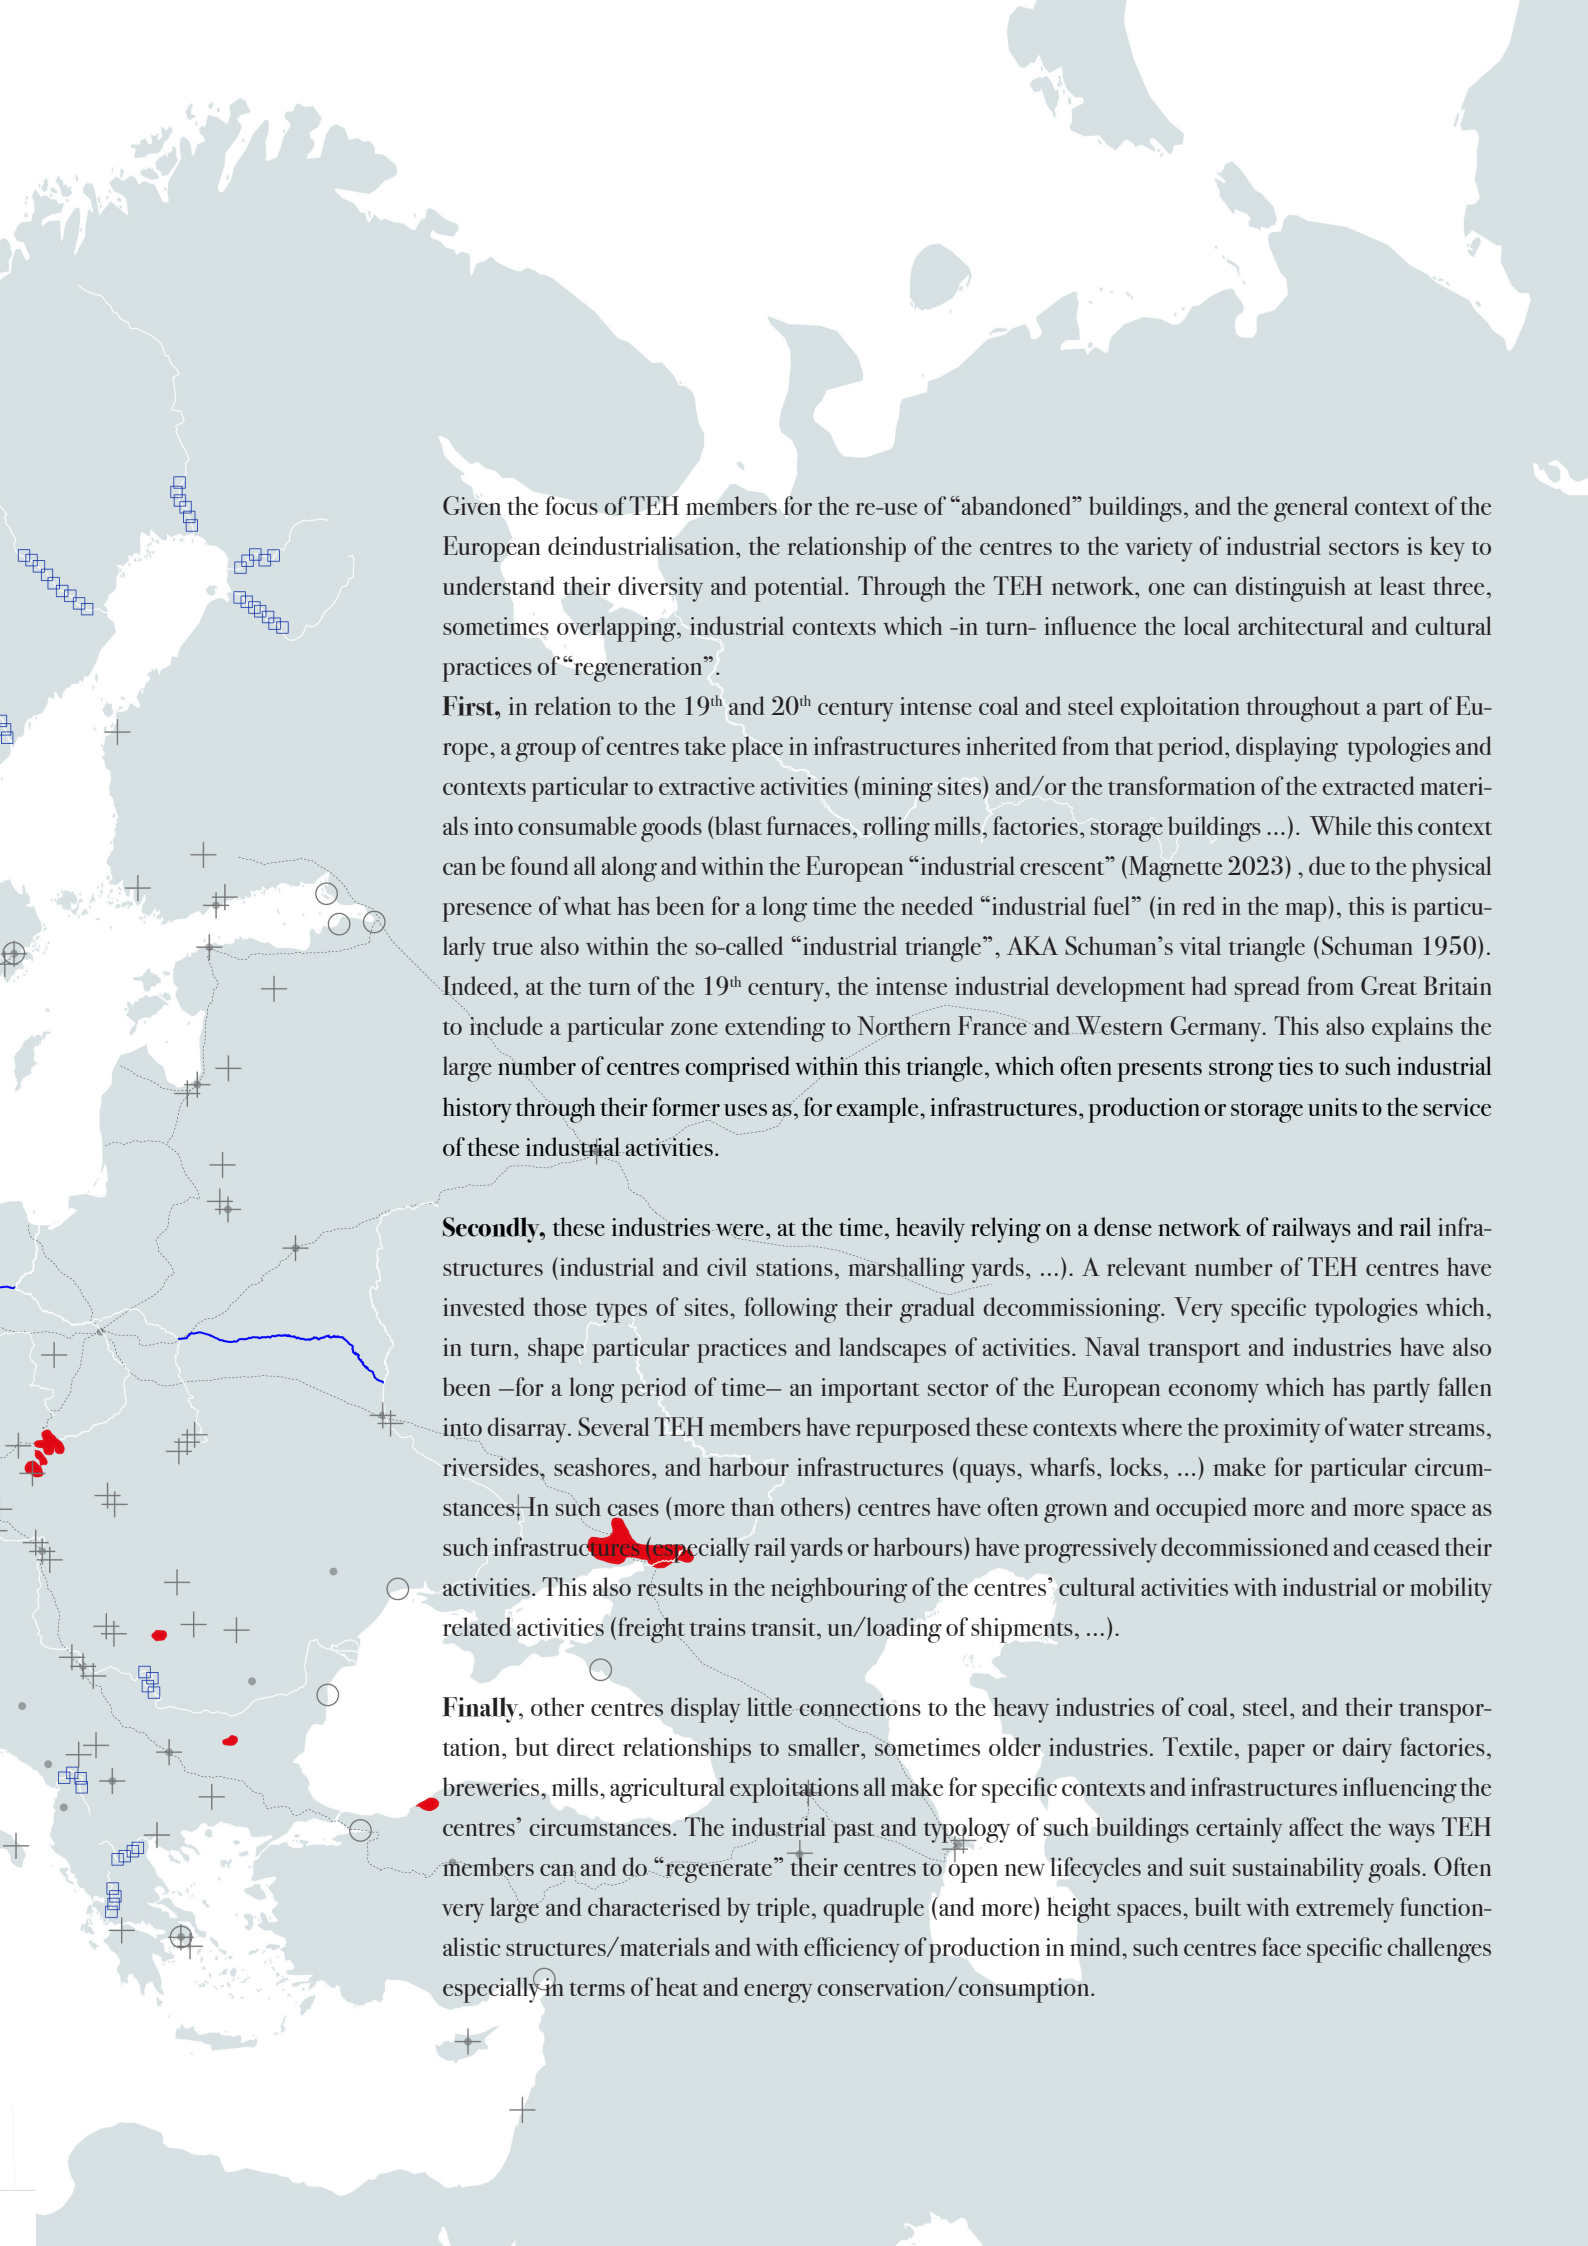 Given the focus of TEH members for the re-use of “abandoned” buildings, and the general context of the
European deindustrialisation, the relationship of the centres to the variety of industrial sectors is key to
understand their diversity and potential. Through the TEH network, one can distinguish at least three,
sometimes overlapping, industrial contexts which -in turn- influence the local architectural and cultural
practices of “regeneration”.
First, in relation to the 19th and 20th century intense coal and steel exploitation throughout a part of Eu-
rope, a group of centres take place in infrastructures inherited from that period, displaying typologies and
contexts particular to extractive activities (mining sites) and/or the transformation of the extracted materi-
als into consumable goods (blast furnaces, rolling mills, factories, storage buildings ...). While this context
can be found all along and within the European “industrial crescent” (Magnette 2023) , due to the physical
presence of what has been for a long time the needed “industrial fuel” (in red in the map), this is particu-
larly true also within the so-called “industrial triangle”, AKA Schuman’s vital triangle (Schuman 1950).
Indeed, at the turn of the 19th century, the intense industrial development had spread from Great Britain
to include a particular zone extending to Northern France and Western Germany. This also explains the
large number of centres comprised within this triangle, which often presents strong ties to such industrial
history through their former uses as, for example, infrastructures, production or storage units to the service
of these industrial activities.
Secondly, these industries were, at the time, heavily relying on a dense network of railways and rail infra-
structures (industrial and civil stations, marshalling yards, ...). A relevant number of TEH centres have
invested those types of sites, following their gradual decommissioning. Very specific typologies which,
in turn, shape particular practices and landscapes of activities. Naval transport and industries have also
been –for a long period of time– an important sector of the European economy which has partly fallen
into disarray. Several TEH members have repurposed these contexts where the proximity of water streams,
riversides, seashores, and harbour infrastructures (quays, wharfs, locks, ...) make for particular circum-
stances. In such cases (more than others) centres have often grown and occupied more and more space as
such infrastructures (especially rail yards or harbours) have progressively decommissioned and ceased their
activities. This also results in the neighbouring of the centres’ cultural activities with industrial or mobility
related activities (freight trains transit, un/loading of shipments, ...).
Finally, other centres display little connections to the heavy industries of coal, steel, and their transpor-
tation, but direct relationships to smaller, sometimes older industries. Textile, paper or dairy factories,
breweries, mills, agricultural exploitations all make for specific contexts and infrastructures influencing the
centres’ circumstances. The industrial past and typology of such buildings certainly affect the ways TEH
members can and do “regenerate” their centres to open new lifecycles and suit sustainability goals. Often
very large and characterised by triple, quadruple (and more) height spaces, built with extremely function-
alistic structures/materials and with efficiency of production in mind, such centres face specific challenges
especially in terms of heat and energy conservation/consumption.